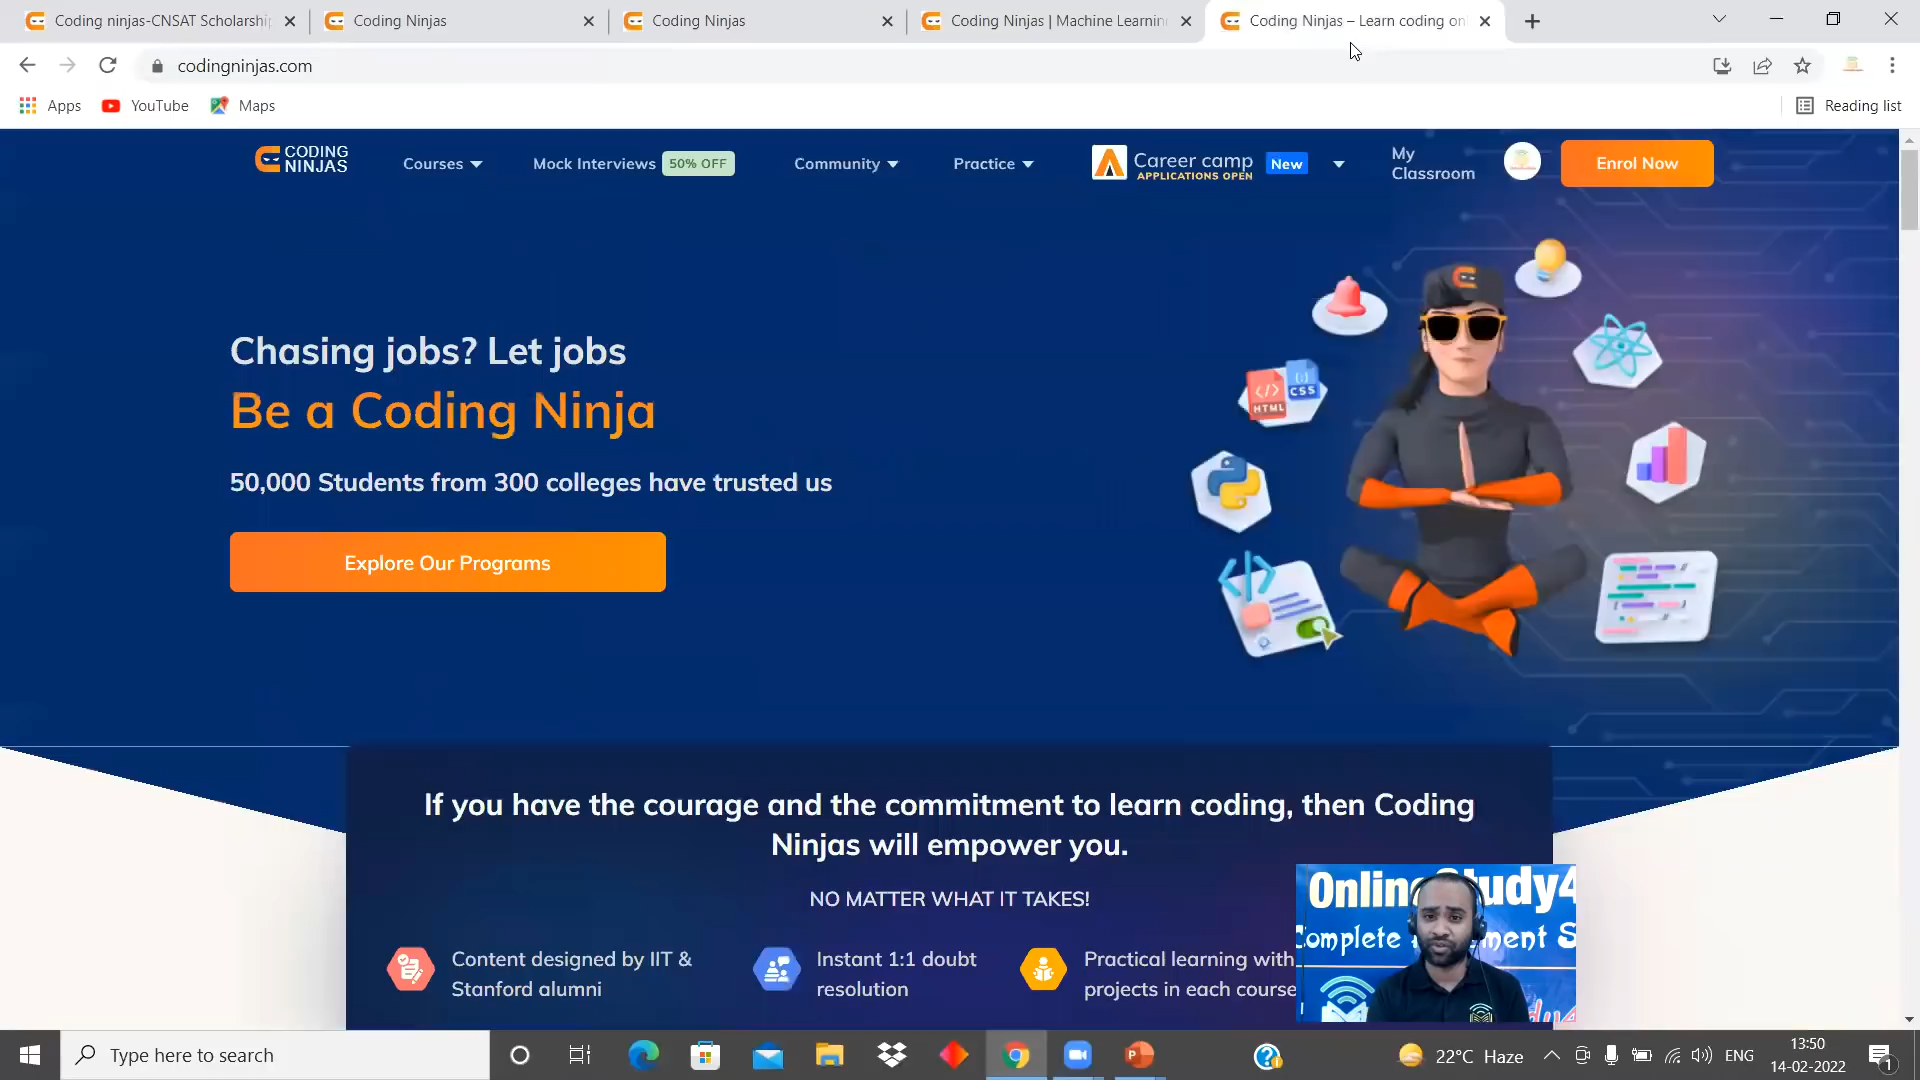 Coding ninjas-CNSAT Scholarshi
Coding Ninjas
Coding Ninjas
Coding Ninjas | Machine Learnin
Coding Ninjas – Learn coding on
codingninjas.com
Apps
YouTube
Maps
Reading list
CODING
NINJAS
Courses
Mock Interviews
50% OFF
Community
Practice
Career camp
APPLICATIONS OPEN
New
My
Classroom
Enrol Now
Chasing jobs? Let jobs
Be a Coding Ninja
50,000 Students from 300 colleges have trusted us
Explore Our Programs
HTML
CSS
If you have the courage and the commitment to learn coding, then Coding
Ninjas will empower you.
NO MATTER WHAT IT TAKES!
Content designed by IIT &
Stanford alumni
Instant 1:1 doubt
resolution
Practical learning with
projects in each course
Type here to search
22°C Haze
ENG
13:50
14-02-2022
1